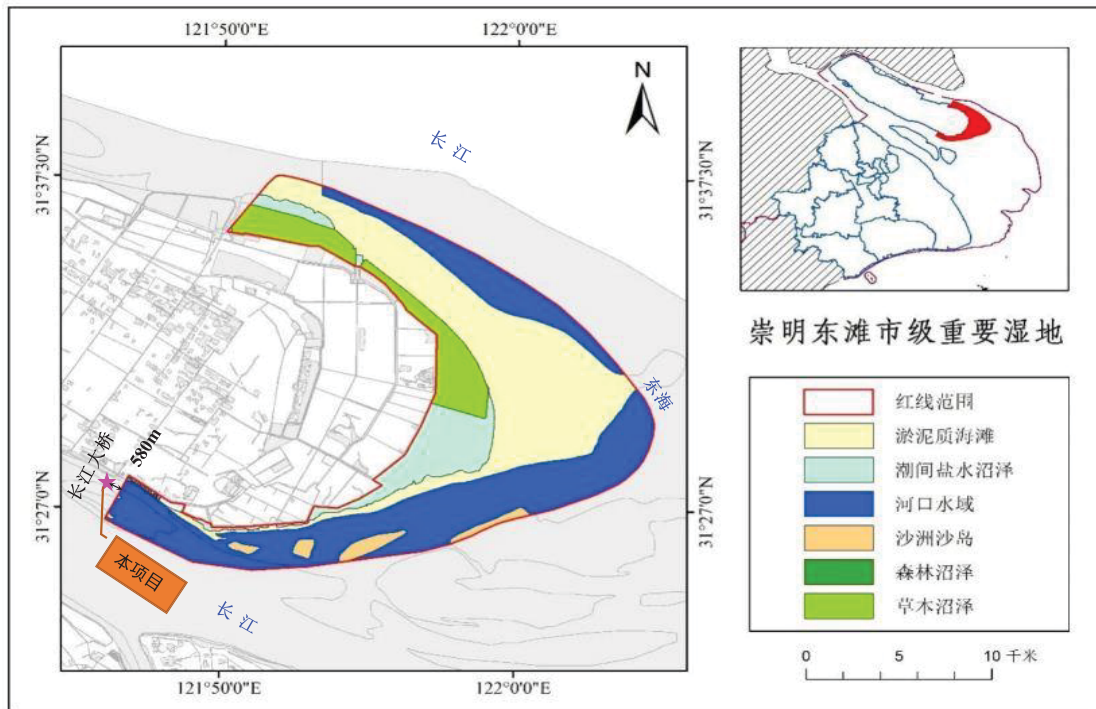 121°50'0"E
122°0'0"E
N
长江
31°37'30"N
31°37'30"N
崇明东滩市级重要湿地
东海
红线范围
淤泥质海滩
潮间盐水沼泽
河口水域
沙洲沙岛
森林沼泽
草木沼泽
长江大桥
580m
31°27'0"N
31°27'0"N
本项目
长江
0 5 10 千米
121°50'0"E
122°0'0"E